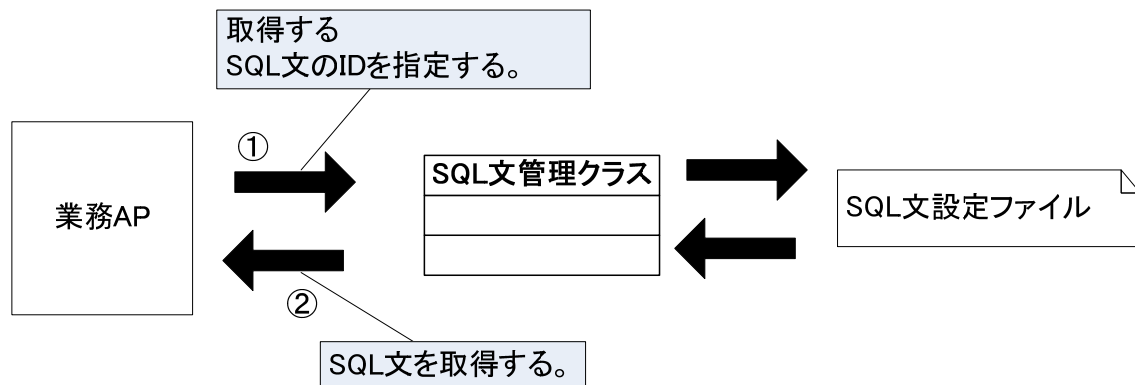 取得する
SQL文のIDを指定する。
①
業務AP
SQL文管理クラス
SQL文設定ファイル
②
SQL文を取得する。